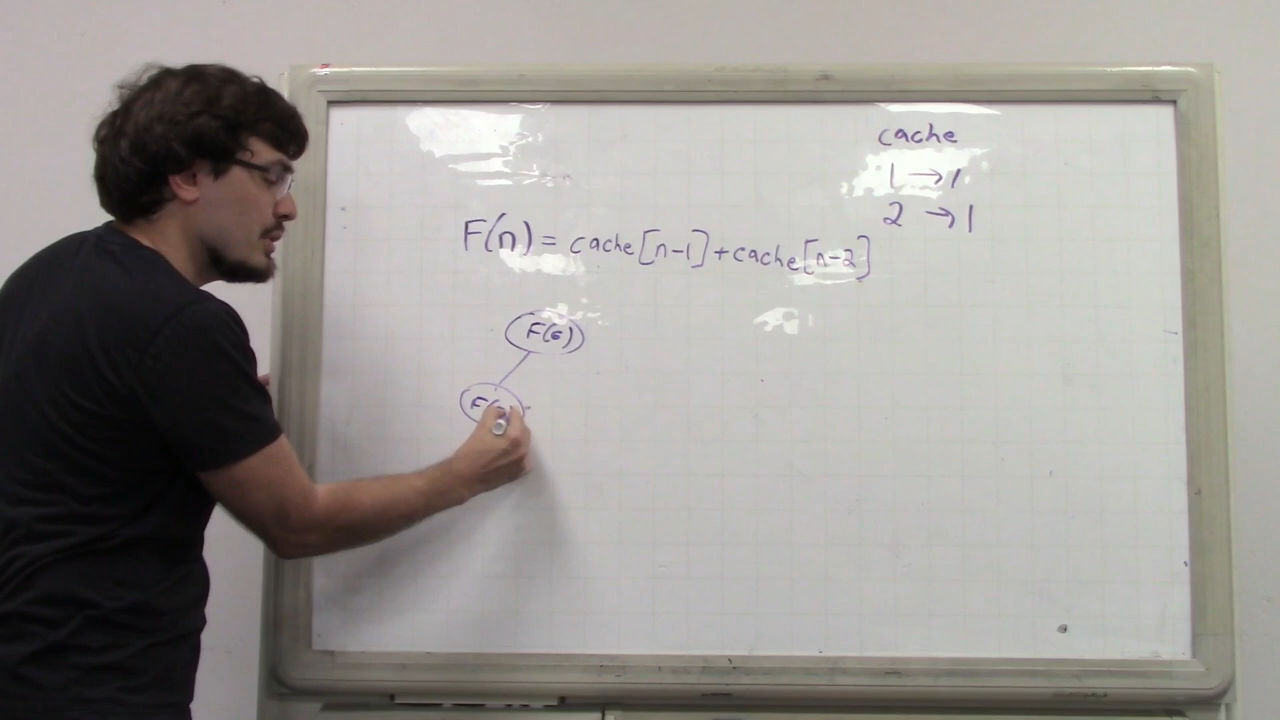 cache
1 → 1
2 → 1
F(n) = cache[n-1] + cache[n-2]
F(6)